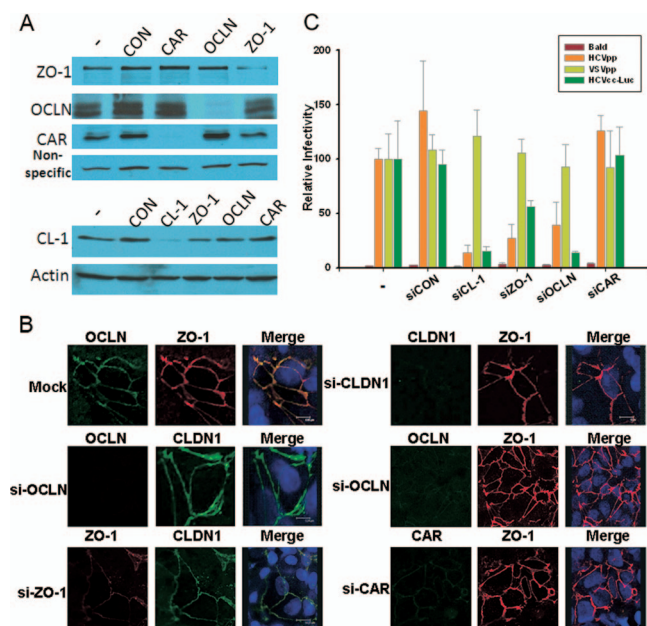 A
- CON CAR OCLN ZO-1
ZO-1
OCLN
CAR
Non-
specific
- CON CL-1 ZO-1 OCLN CAR
CL-1
Actin
C
Relative Infectivity
200
150
100
50
0
Bald
HCVpp
VSVpp
HCVcc-Luc
- siCON siCL-1 siZO-1 siOCLN siCAR
B
OCLN ZO-1 Merge
Mock
OCLN CLDN1 Merge
si-OCLN
ZO-1 CLDN1 Merge
si-ZO-1
CLDN1 ZO-1 Merge
si-CLDN1
OCLN ZO-1 Merge
si-OCLN
CAR ZO-1 Merge
si-CAR